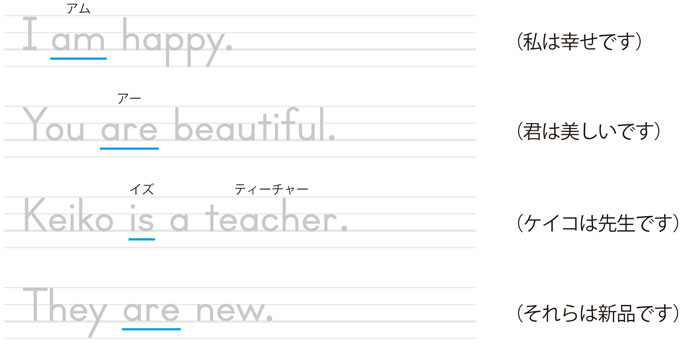 アム
I am happy. （私は幸せです）
アー
You are beautiful. （君は美しいです）
イズ ティーチャー
Keiko is a teacher. （ケイコは先生です）
They are new. （それらは新品です）